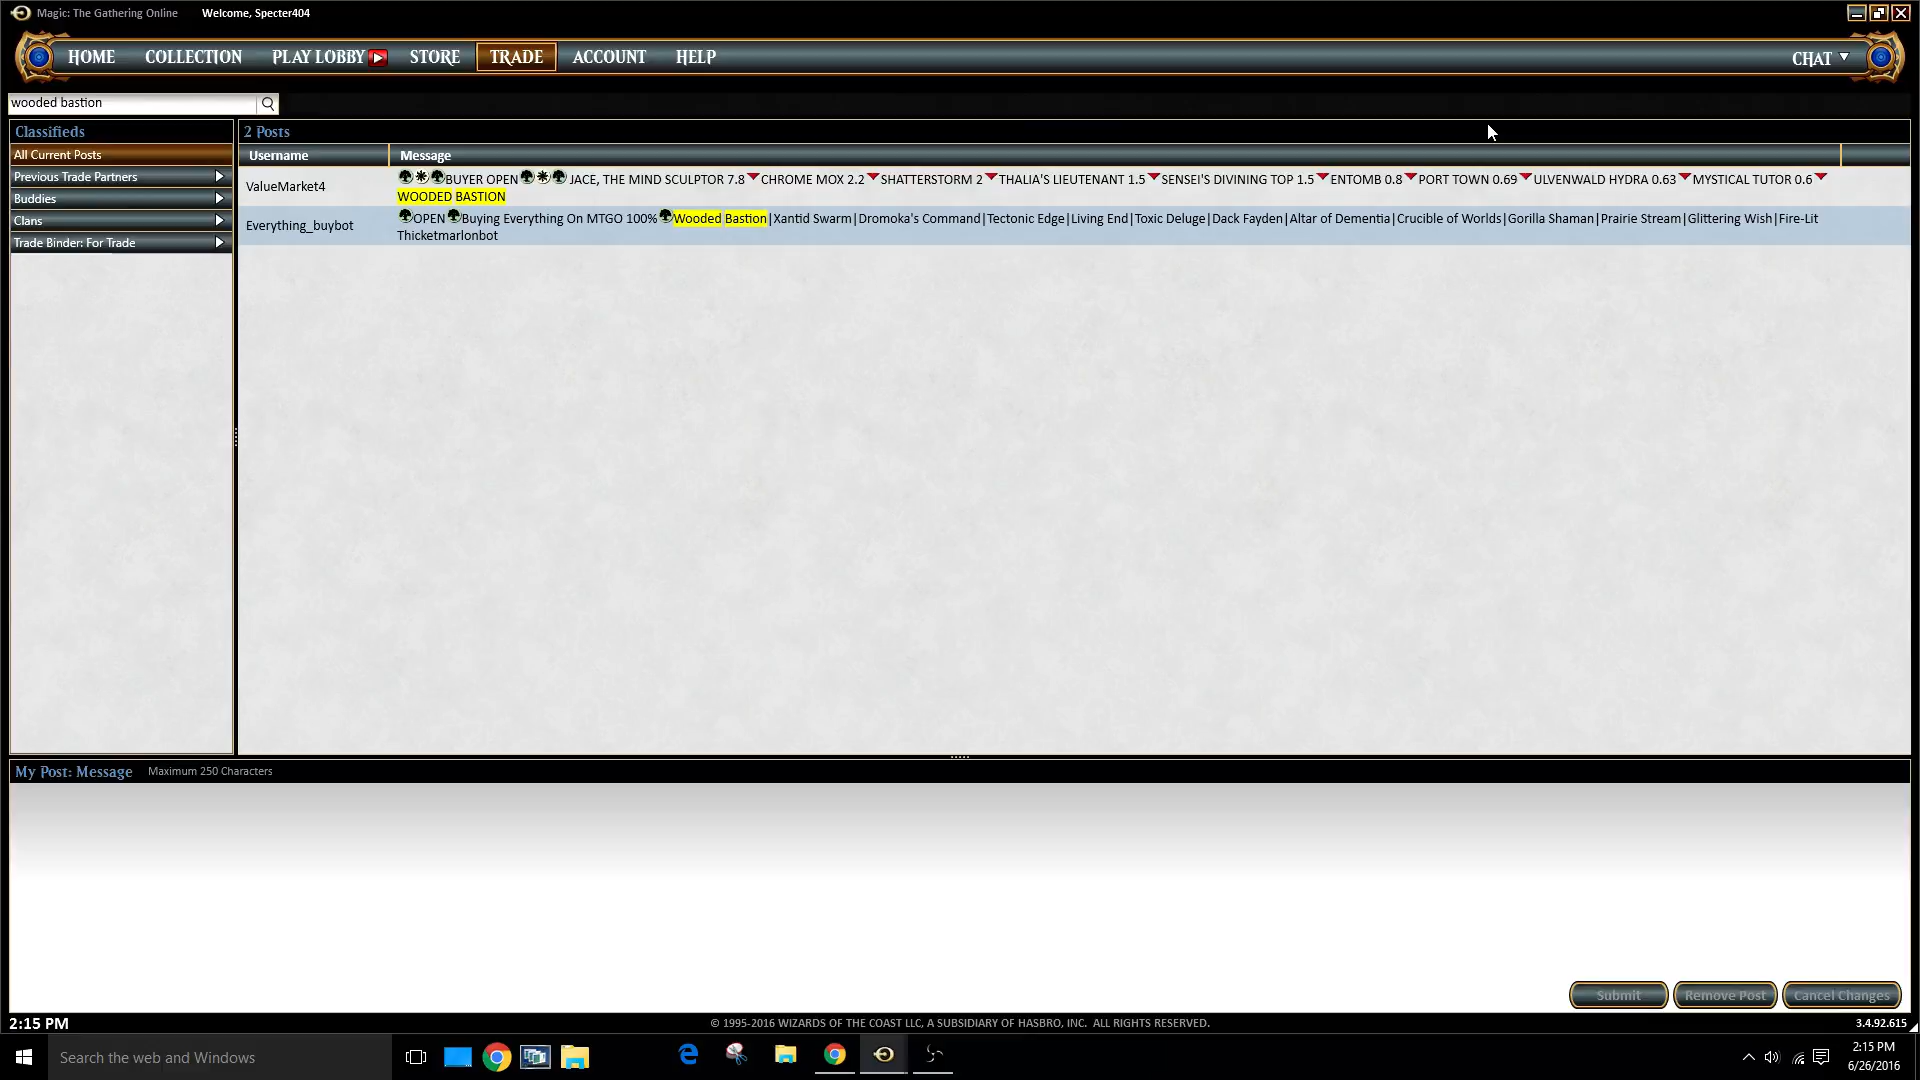 Magic: The Gathering Online Welcome, Specter404
HOME COLLECTION PLAY LOBBY STORE TRADE ACCOUNT HELP CHAT
wooded bastion
Classifieds
All Current Posts
Previous Trade Partners
Buddies
Clans
Trade Binder: For Trade
2 Posts
Username Message
ValueMarket4
BUYER OPEN JACE, THE MIND SCULPTOR 7.8 CHROME MOX 2.2 SHATTERSTORM 2 THALIA'S LIEUTENANT 1.5 SENSEI'S DIVINING TOP 1.5 ENTOMB 0.8 PORT TOWN 0.69 ULVENWALD HYDRA 0.63 MYSTICAL TUTOR 0.6
WOODED BASTION
Everything_buybot
OPEN Buying Everything On MTGO 100% Wooded Bastion|Xantid Swarm|Dromoka's Command|Tectonic Edge|Living End|Toxic Deluge|Dack Fayden|Altar of Dementia|Crucible of Worlds|Gorilla Shaman|Prairie Stream|Glittering Wish|Fire-Lit
Thicketmarlonbot
My Post: Message Maximum 250 Characters
Submit Remove Post Cancel Changes
2:15 PM © 1995-2016 WIZARDS OF THE COAST LLC, A SUBSIDIARY OF HASBRO, INC. ALL RIGHTS RESERVED. 3.4.92.615
Search the web and Windows
2:15 PM
6/26/2016